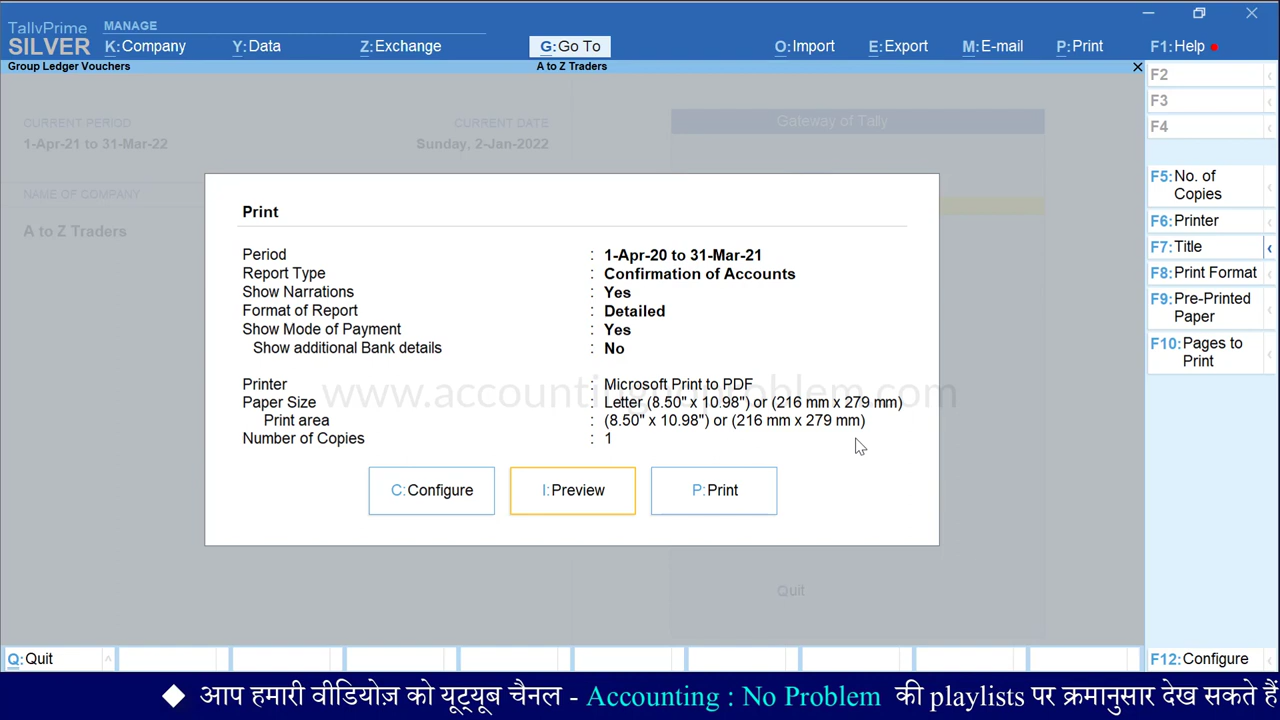 TallyPrime MANAGE
SILVER K:Company Y:Data Z:Exchange G:Go To O:Import E:Export M:E-mail P:Print F1:Help
Group Ledger Vouchers A to Z Traders
F2
F3
F4
CURRENT PERIOD CURRENT DATE Gateway of Tally
1-Apr-21 to 31-Mar-22 Sunday, 2-Jan-2022
NAME OF COMPANY
A to Z Traders
F5:No. of Copies
F6:Printer
F7:Title
F8:Print Format
F9:Pre-Printed Paper
F10:Pages to Print
Print
Period : 1-Apr-20 to 31-Mar-21
Report Type : Confirmation of Accounts
Show Narrations : Yes
Format of Report : Detailed
Show Mode of Payment : Yes
Show additional Bank details : No
Printer : Microsoft Print to PDF
Paper Size : Letter (8.50" x 10.98") or (216 mm x 279 mm)
Print area : (8.50" x 10.98") or (216 mm x 279 mm)
Number of Copies : 1
C:Configure I:Preview P:Print
Quit
Q:Quit F12:Configure
आप हमारी वीडियोज़ को यूट्यूब चैनल - Accounting : No Problem की playlists पर क्रमानुसार देख सकते हैं